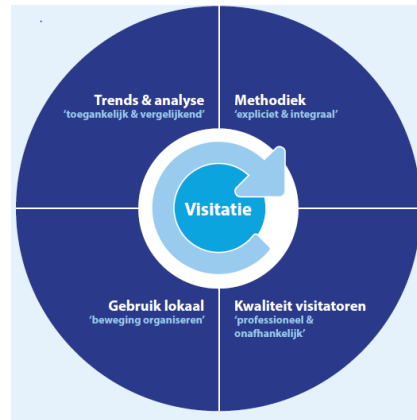 Trends & analyse
'toegankelijk & vergelijkend'
Methodiek
'expliciet & integraal'
Visitatie
Gebruik lokaal
'beweging organiseren'
Kwaliteit visitatoren
'professioneel &
onafhankelijk'